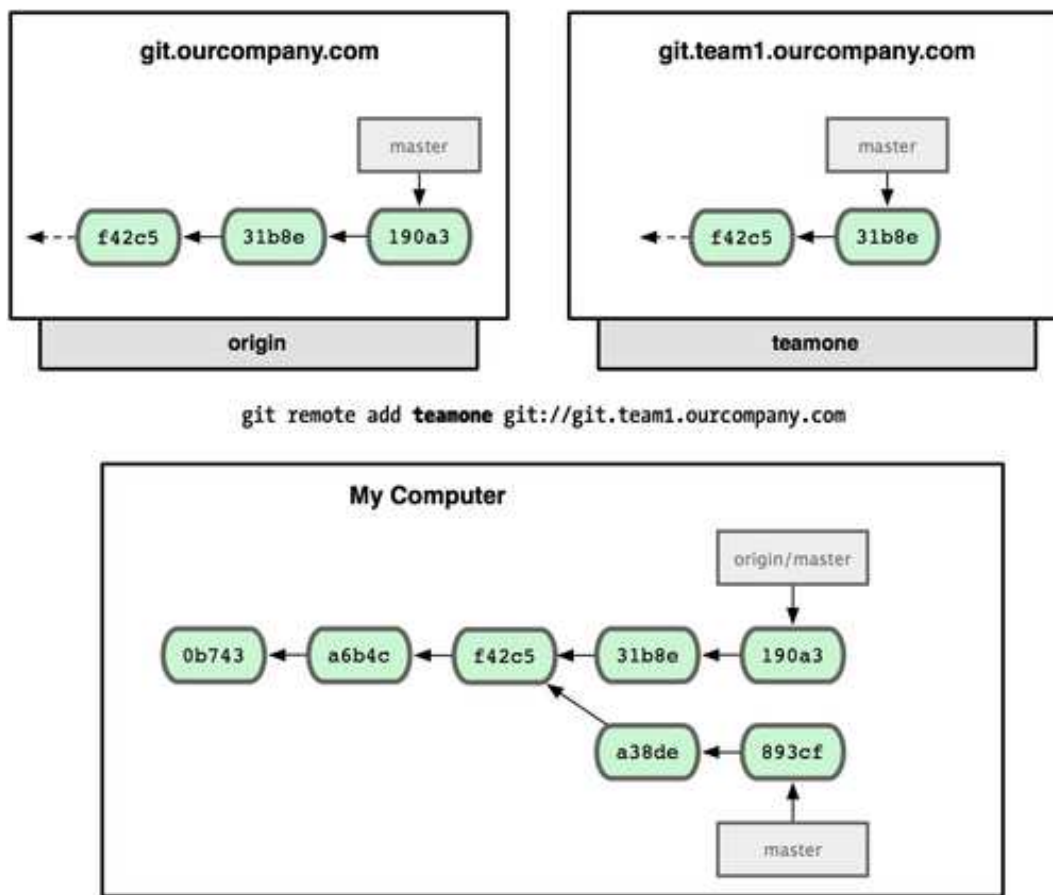 git.ourcompany.com
master
f42c5
31b8e
190a3
origin
git.team1.ourcompany.com
master
f42c5
31b8e
teamone
git remote add teamone git://git.team1.ourcompany.com
My Computer
origin/master
0b743
a6b4c
f42c5
31b8e
190a3
a38de
893cf
master